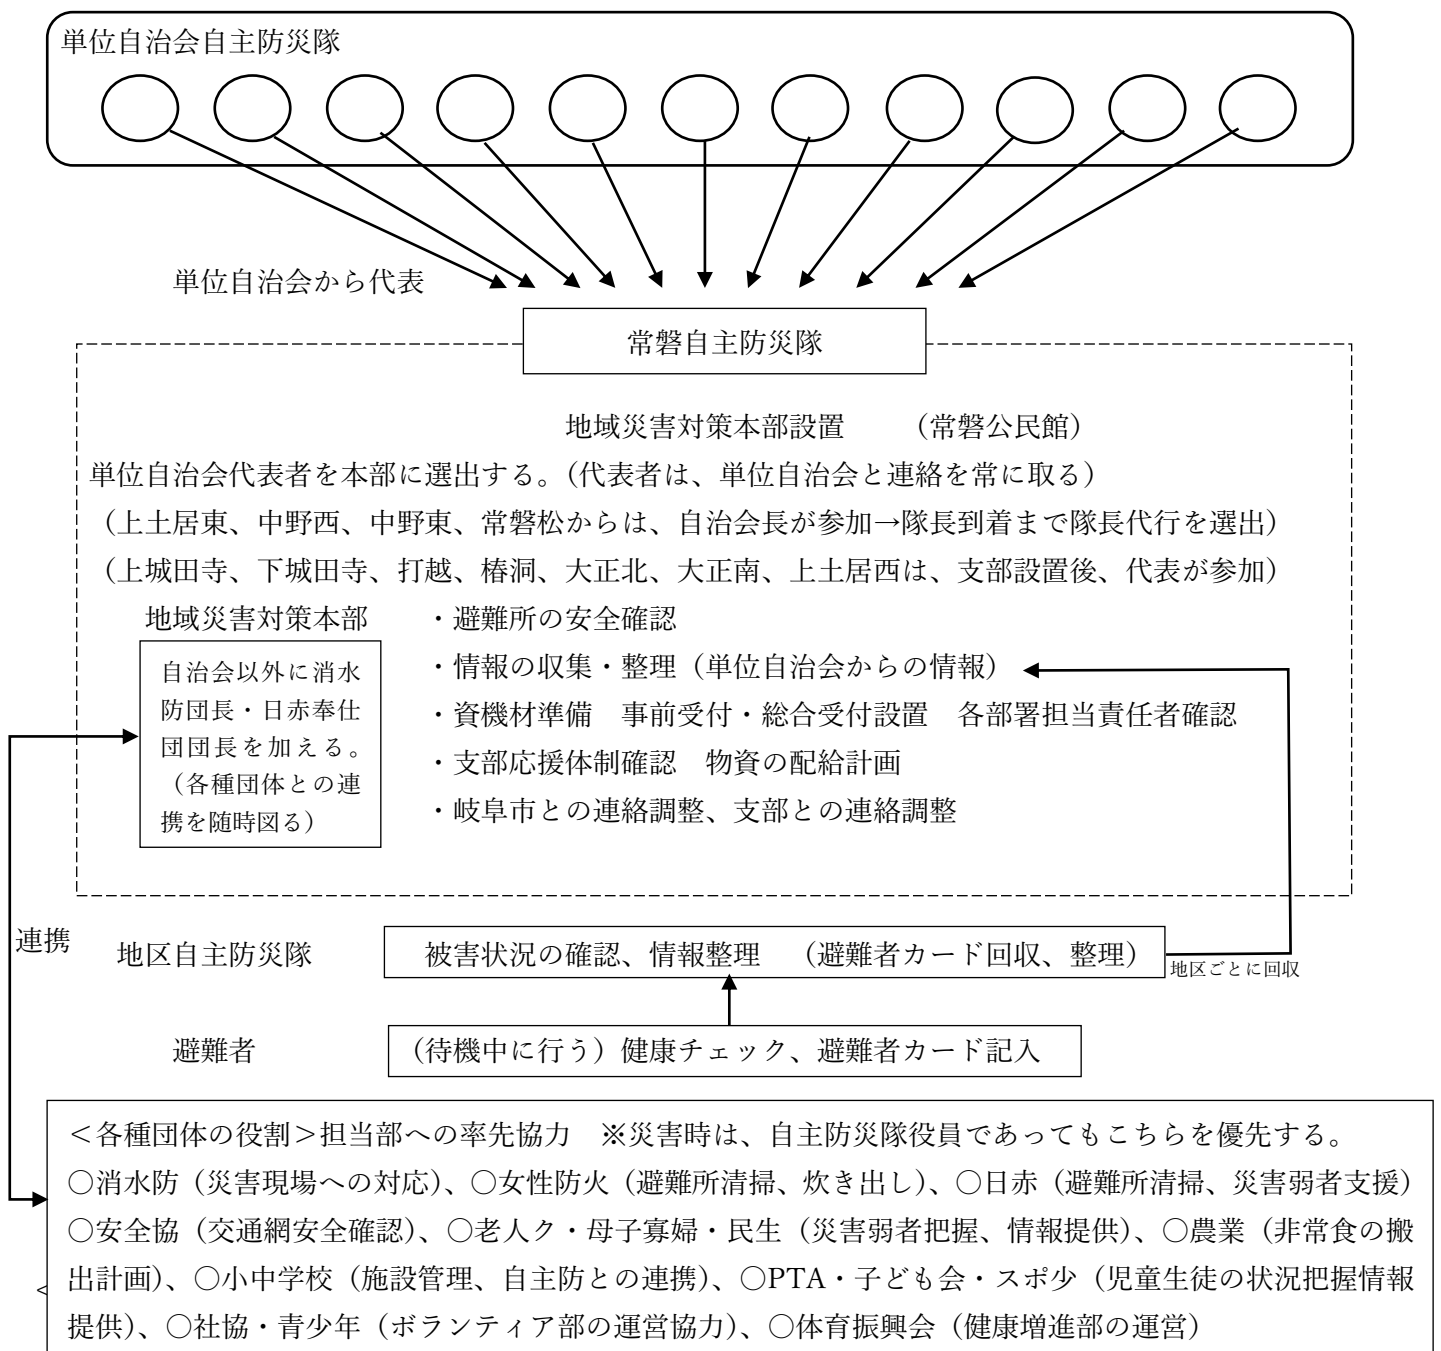 単位自治会自主防災隊
単位自治会から代表
常磐自主防災隊
地域災害対策本部設置　　（常磐公民館）
単位自治会代表者を本部に選出する。（代表者は、単位自治会と連絡を常に取る）
（上土居東、中野西、中野東、常磐松からは、自治会長が参加→隊長到着まで隊長代行を選出）
（上城田寺、下城田寺、打越、椿洞、大正北、大正南、上土居西は、支部設置後、代表が参加）
地域災害対策本部
自治会以外に消水
防団長・日赤奉仕
団団長を加える。
（各種団体との連
携を随時図る）
・避難所の安全確認
・情報の収集・整理（単位自治会からの情報）
・資機材準備　事前受付・総合受付設置　各部署担当責任者確認
・支部応援体制確認　物資の配給計画
・岐阜市との連絡調整、支部との連絡調整
連携
地区自主防災隊
被害状況の確認、情報整理　（避難者カード回収、整理）
地区ごとに回収
避難者
（待機中に行う）健康チェック、避難者カード記入
＜各種団体の役割＞担当部への率先協力　※災害時は、自主防災隊役員であってもこちらを優先する。
〇消水防（災害現場への対応）、〇女性防火（避難所清掃、炊き出し）、〇日赤（避難所清掃、災害弱者支援）
〇安全協（交通網安全確認）、〇老人ク・母子寡婦・民生（災害弱者把握、情報提供）、〇農業（非常食の搬
出計画）、〇小中学校（施設管理、自主防との連携）、〇PTA・子ども会・スポ少（児童生徒の状況把握情報
提供）、〇社協・青少年（ボランティア部の運営協力）、〇体育振興会（健康増進部の運営）
<